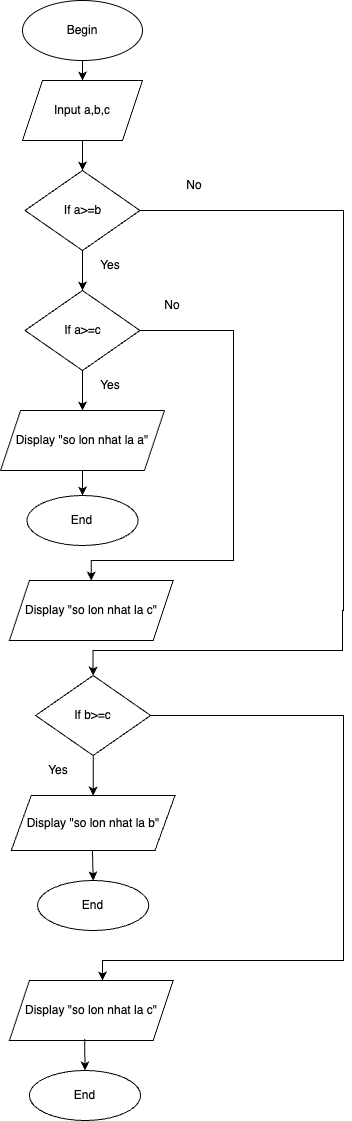 Begin
Input a,b,c
No
If a>=b
Yes
No
If a>=c
Yes
Display "so lon nhat la a"
End
Display "so lon nhat la c"
If b>=c
Yes
Display "so lon nhat la b"
End
Display "so lon nhat la c"
End